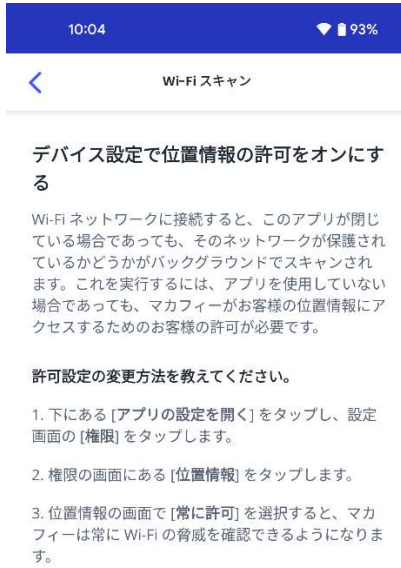 10:04
93%
Wi-Fi スキャン
デバイス設定で位置情報の許可をオンにす
る
Wi-Fi ネットワークに接続すると、このアプリが閉じ
ている場合であっても、そのネットワークが保護され
ているかどうかがバックグラウンドでスキャンされ
ます。これを実行するには、アプリを使用していない
場合であっても、マカフィーがお客様の位置情報にア
クセスするためのお客様の許可が必要です。
許可設定の変更方法を教えてください。
1. 下にある [アプリの設定を開く] をタップし、設定
画面の [権限] をタップします。
2. 権限の画面にある [位置情報] をタップします。
3. 位置情報の画面で [常に許可] を選択すると、マカ
フィーは常に Wi-Fi の脅威を確認できるようになりま
す。